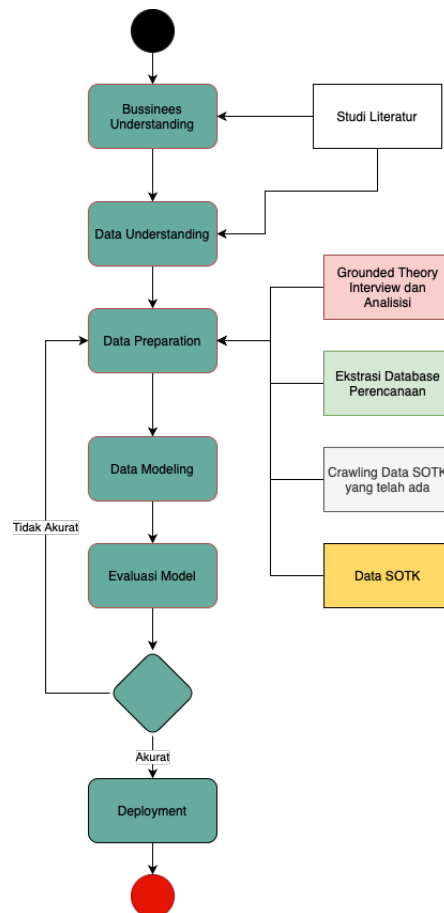 Bussinees
Understanding
Studi Literatur
Data Understanding
Grounded Theory
Interview dan
Analisisi
Data Preparation
Ekstrasi Database
Perencanaan
Data Modeling
Crawling Data SOTK
yang telah ada
Tidak Akurat
Evaluasi Model
Data SOTK
Akurat
Deployment